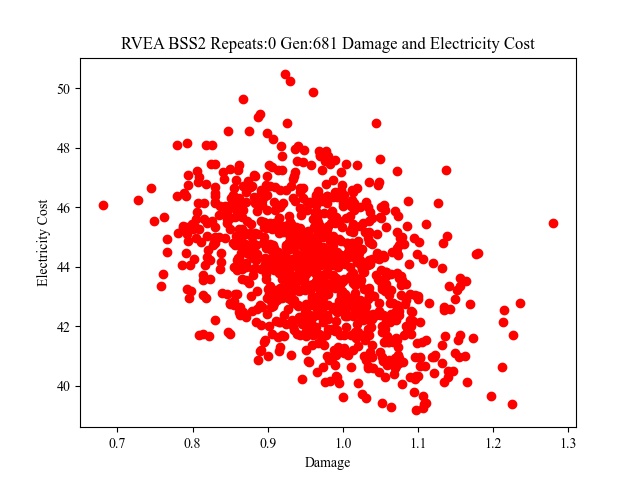 RVEA BSS2 Repeats:0 Gen:681 Damage and Electricity Cost
Electricity Cost
50
48
46
44
42
40
0.7 0.8 0.9 1.0 1.1 1.2 1.3
Damage